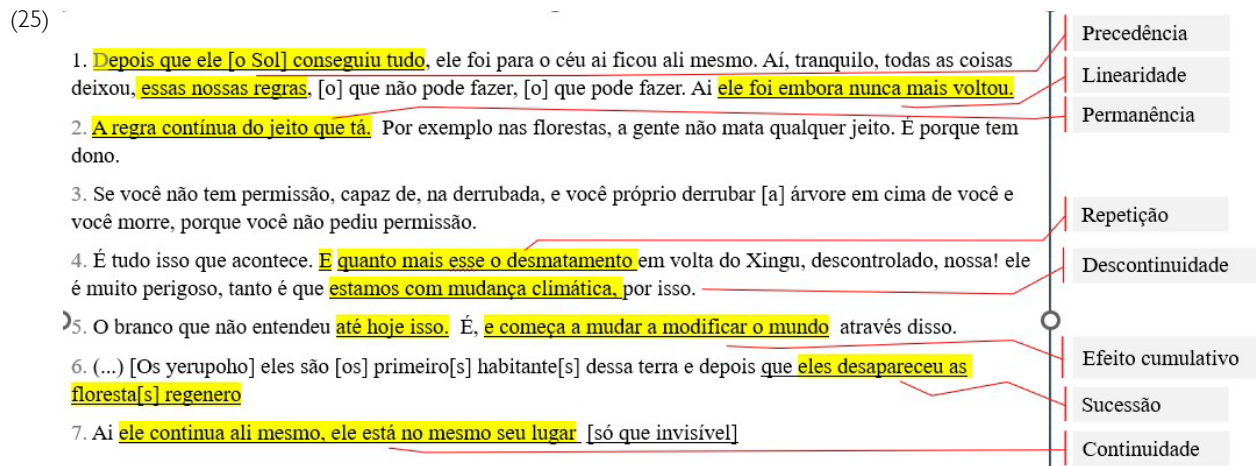 (25)
1. Depois que ele [o Sol] conseguiu tudo, ele foi para o céu ai ficou ali mesmo. Aí, tranquilo, todas as coisas
deixou, essas nossas regras, [o] que não pode fazer, [o] que pode fazer. Ai ele foi embora nunca mais voltou.
2. A regra contínua do jeito que tá. Por exemplo nas florestas, a gente não mata qualquer jeito. É porque tem
dono.
3. Se você não tem permissão, capaz de, na derrubada, e você próprio derrubar [a] árvore em cima de você e
você morre, porque você não pediu permissão.
4. É tudo isso que acontece. E quanto mais esse o desmatamento em volta do Xingu, descontrolado, nossa! ele
é muito perigoso, tanto é que estamos com mudança climática, por isso.
5. O branco que não entendeu até hoje isso. É, e começa a mudar a modificar o mundo através disso.
6. (...) [Os yerupoho] eles são [os] primeiro[s] habitante[s] dessa terra e depois que eles desapareceu as
floresta[s] regenero
7. Ai ele continua ali mesmo, ele está no mesmo seu lugar [só que invisível]
Precedência
Linearidade
Permanência
Repetição
Descontinuidade
Efeito cumulativo
Sucessão
Continuidade